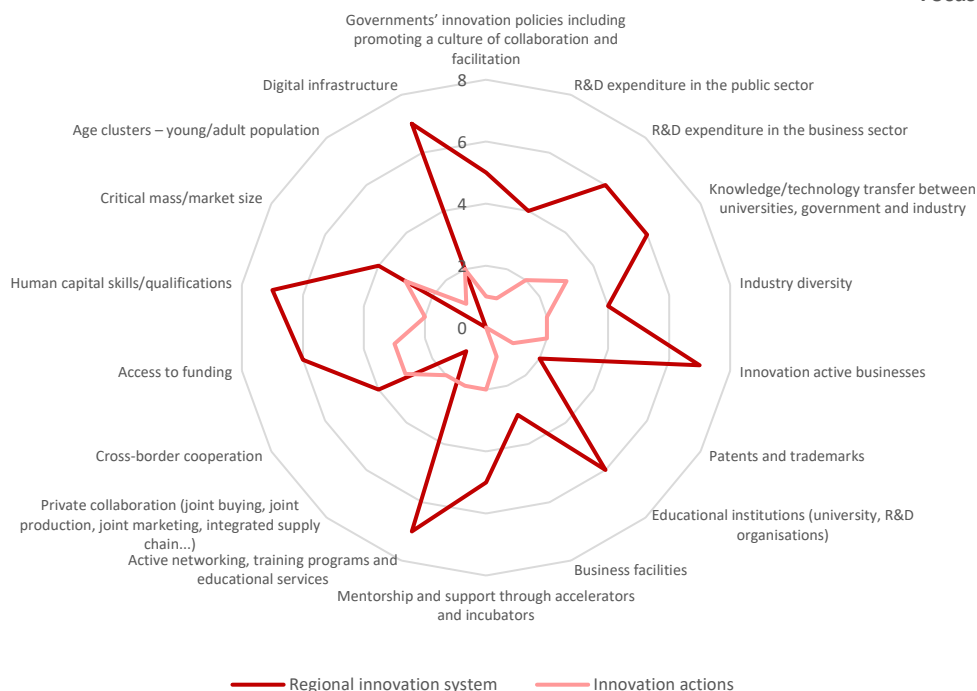 Governments' innovation policies including
promoting a culture of collaboration and
facilitation
Digital infrastructure
R&D expenditure in the public sector
Age clusters – young/adult population
R&D expenditure in the business sector
Critical mass/market size
Knowledge/technology transfer between
universities, government and industry
Human capital skills/qualifications
Industry diversity
Access to funding
Innovation active businesses
Cross-border cooperation
Patents and trademarks
Private collaboration (joint buying, joint
production, joint marketing, integrated supply
chain...)
Educational institutions (university, R&D
organisations)
Active networking, training programs and
educational services
Business facilities
Mentorship and support through accelerators
and incubators
8
6
4
2
0
Regional innovation system
Innovation actions